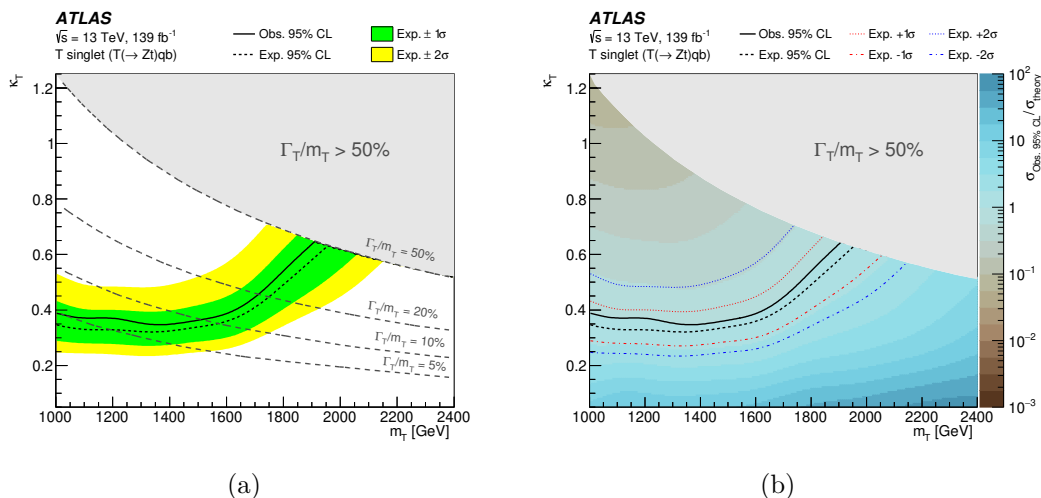 ATLAS
√s = 13 TeV, 139 fb⁻¹
T singlet (T(→ Zt)qb)
Obs. 95% CL
Exp. 95% CL
Exp. ± 1σ
Exp. ± 2σ
κ_T
1.2
1
0.8
0.6
0.4
0.2
Γ_T/m_T > 50%
Γ_T/m_T = 50%
Γ_T/m_T = 20%
Γ_T/m_T = 10%
Γ_T/m_T = 5%
1000 1200 1400 1600 1800 2000 2200 2400
m_T [GeV]
(a)
ATLAS
√s = 13 TeV, 139 fb⁻¹
T singlet (T(→ Zt)qb)
Obs. 95% CL
Exp. 95% CL
Exp. +1σ
Exp. -1σ
Exp. +2σ
Exp. -2σ
κ_T
1.2
1
0.8
0.6
0.4
0.2
Γ_T/m_T > 50%
1000 1200 1400 1600 1800 2000 2200 2400
m_T [GeV]
10²
10
1
10⁻¹
10⁻²
10⁻³
σ_Obs. 95% CL/σ_theory
(b)